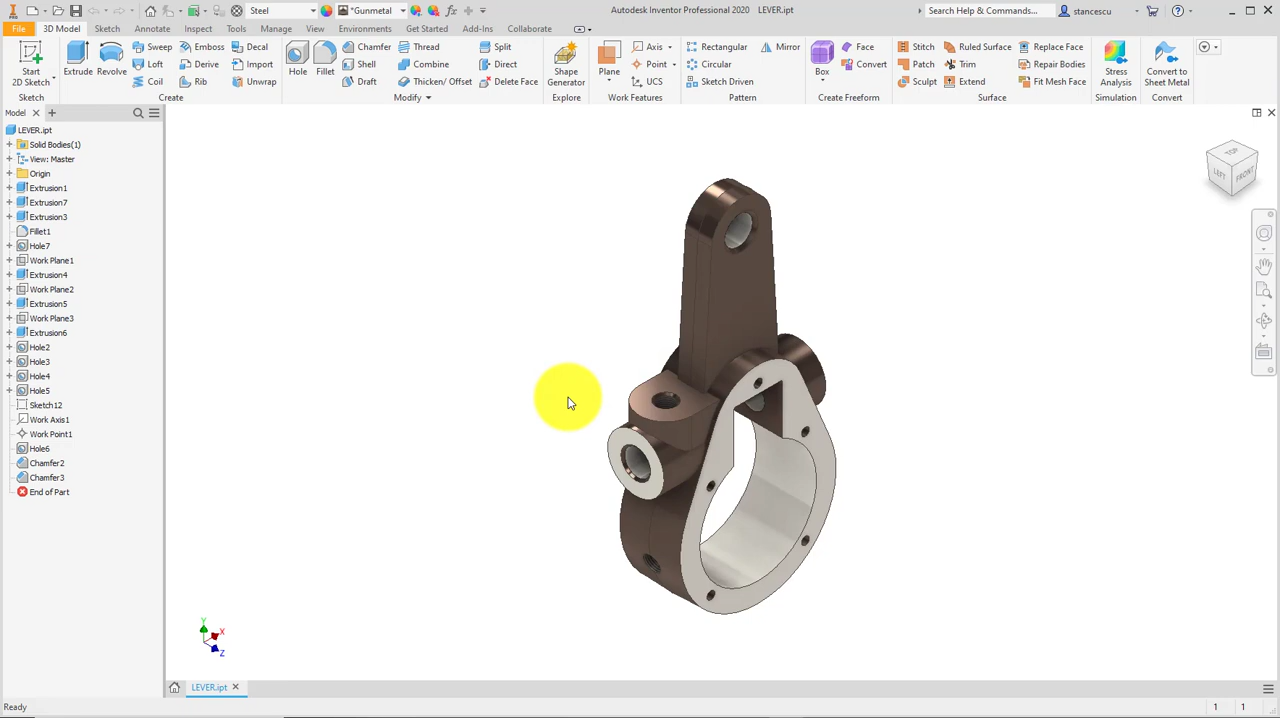 PRO
Steel
*Gunmetal
Autodesk Inventor Professional 2020 LEVER.ipt
Search Help & Commands...
stancescu
File
3D Model
Sketch
Annotate
Inspect
Tools
Manage
View
Environments
Get Started
Add-Ins
Collaborate
Start
2D Sketch
Extrude
Revolve
Sweep
Loft
Coil
Emboss
Derive
Rib
Decal
Import
Unwrap
Hole
Fillet
Chamfer
Shell
Draft
Thread
Combine
Thicken/ Offset
Split
Direct
Delete Face
Shape
Generator
Plane
Axis
Point
UCS
Rectangular
Circular
Sketch Driven
Mirror
Box
Face
Convert
Stitch
Patch
Sculpt
Ruled Surface
Trim
Extend
Replace Face
Repair Bodies
Fit Mesh Face
Stress
Analysis
Convert to
Sheet Metal
Sketch
Create
Modify
Explore
Work Features
Pattern
Create Freeform
Surface
Simulation
Convert
Model
LEVER.ipt
Solid Bodies(1)
View: Master
Origin
Extrusion1
Extrusion7
Extrusion3
Fillet1
Hole7
Work Plane1
Extrusion4
Work Plane2
Extrusion5
Work Plane3
Extrusion6
Hole2
Hole3
Hole4
Hole5
Sketch12
Work Axis1
Work Point1
Hole6
Chamfer2
Chamfer3
End of Part
TOP
LEFT
FRONT
Y
X
Z
LEVER.ipt
Ready
1 1